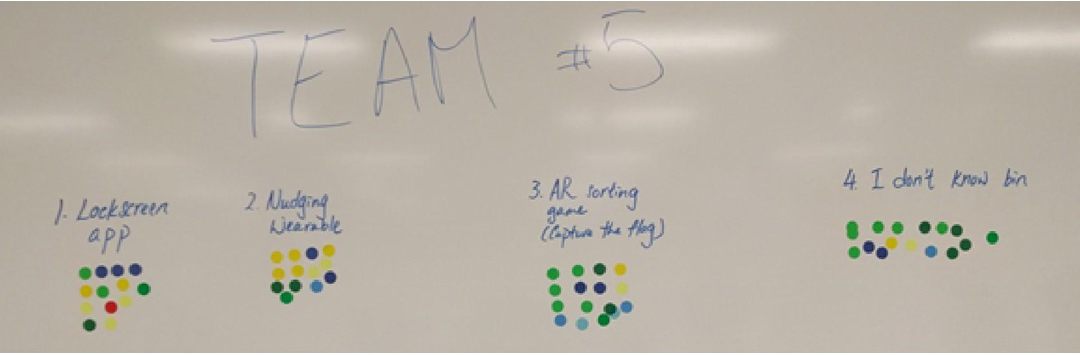 TEAM #5
1. Lockscreen
app
2. Nudging
Wearable
3. AR sorting
game
(Capture the flag)
4. I don't know bin